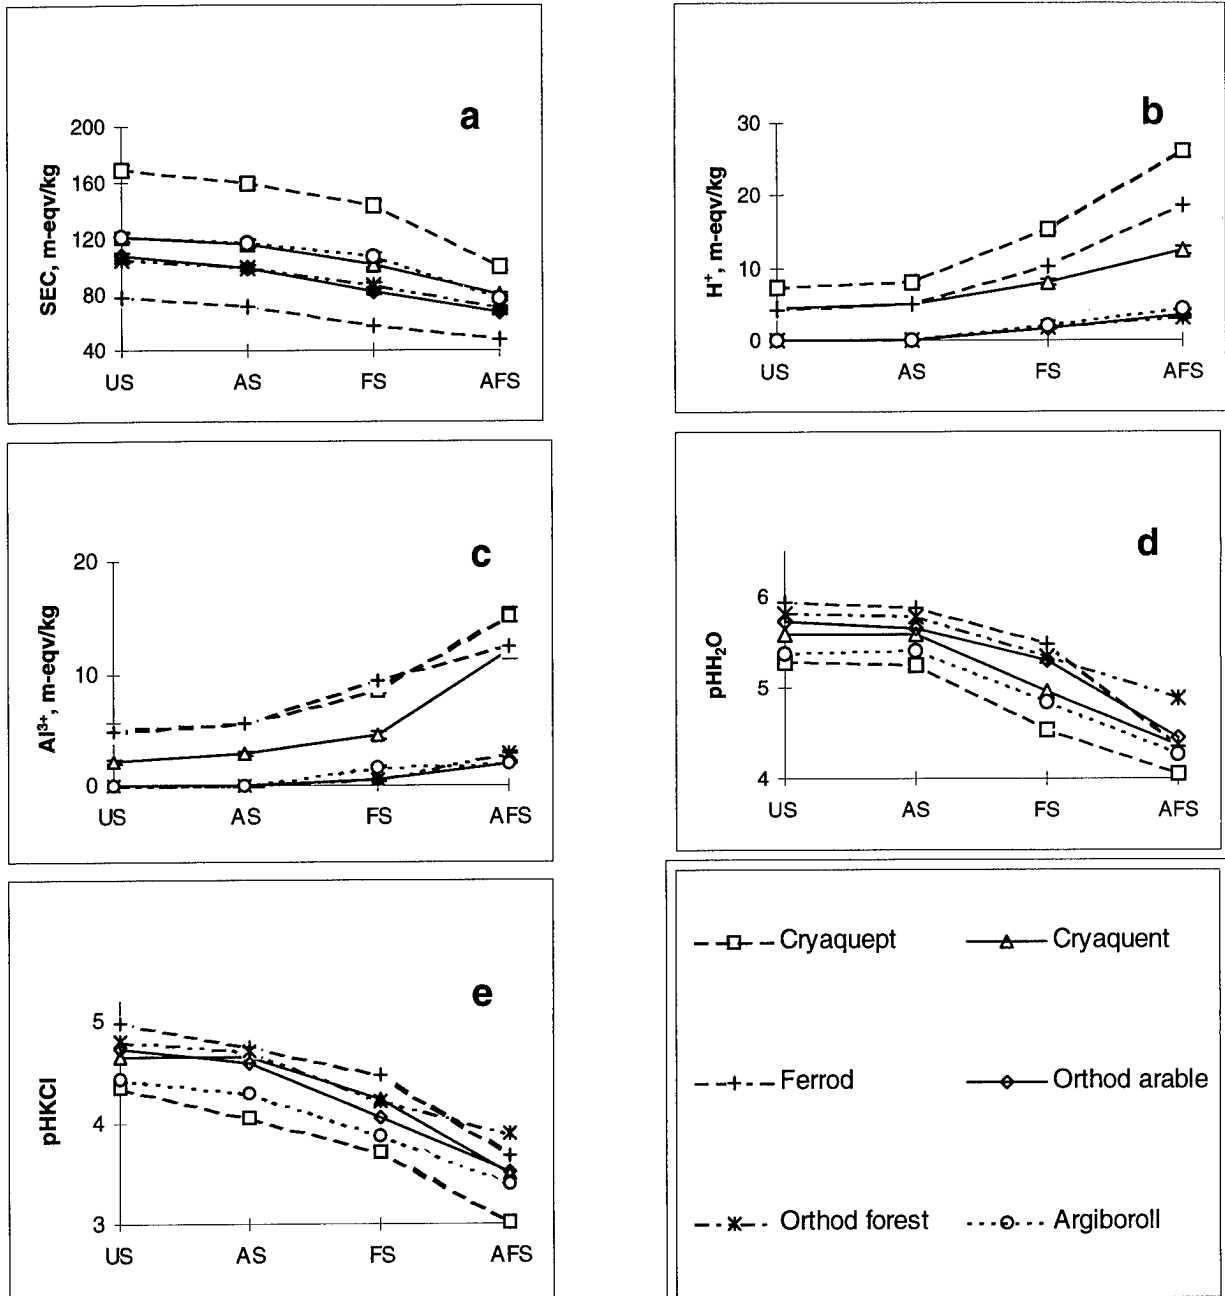 a
200
160
120
80
40
SEC, m-eqv/kg
US AS FS AFS
b
30
20
10
0
H⁺, m-eqv/kg
US AS FS AFS
c
20
10
0
Al³⁺, m-eqv/kg
US AS FS AFS
d
6
5
4
pHH₂O
US AS FS AFS
e
5
4
3
pHKCl
US AS FS AFS
Cryaquept Cryaquent
Ferrod Orthod arable
Orthod forest Argiboroll